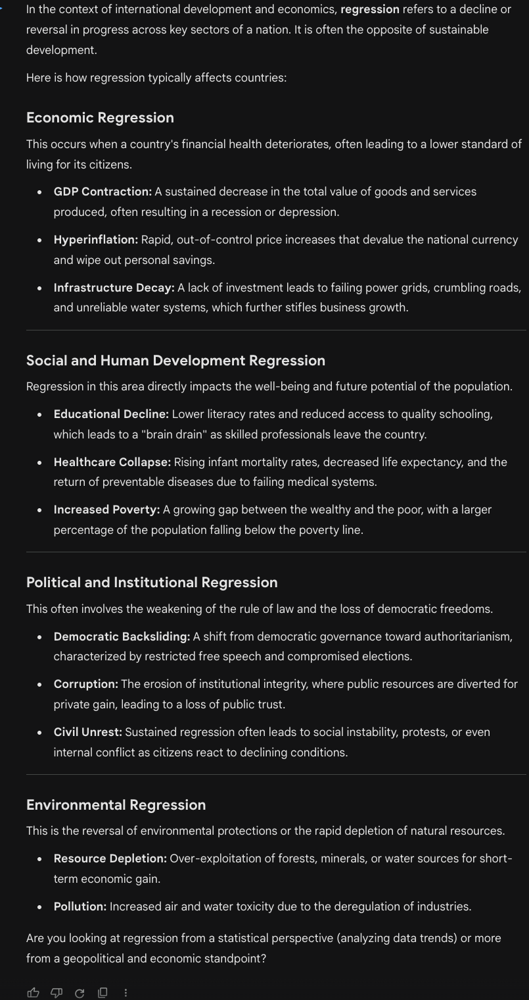 In the context of international development and economics, regression refers to a decline or
reversal in progress across key sectors of a nation. It is often the opposite of sustainable
development.
Here is how regression typically affects countries:
Economic Regression
This occurs when a country's financial health deteriorates, often leading to a lower standard of
living for its citizens.
• GDP Contraction: A sustained decrease in the total value of goods and services
produced, often resulting in a recession or depression.
• Hyperinflation: Rapid, out-of-control price increases that devalue the national currency
and wipe out personal savings.
• Infrastructure Decay: A lack of investment leads to failing power grids, crumbling roads,
and unreliable water systems, which further stifles business growth.
Social and Human Development Regression
Regression in this area directly impacts the well-being and future potential of the population.
• Educational Decline: Lower literacy rates and reduced access to quality schooling,
which leads to a "brain drain" as skilled professionals leave the country.
• Healthcare Collapse: Rising infant mortality rates, decreased life expectancy, and the
return of preventable diseases due to failing medical systems.
• Increased Poverty: A growing gap between the wealthy and the poor, with a larger
percentage of the population falling below the poverty line.
Political and Institutional Regression
This often involves the weakening of the rule of law and the loss of democratic freedoms.
• Democratic Backsliding: A shift from democratic governance toward authoritarianism,
characterized by restricted free speech and compromised elections.
• Corruption: The erosion of institutional integrity, where public resources are diverted for
private gain, leading to a loss of public trust.
• Civil Unrest: Sustained regression often leads to social instability, protests, or even
internal conflict as citizens react to declining conditions.
Environmental Regression
This is the reversal of environmental protections or the rapid depletion of natural resources.
• Resource Depletion: Over-exploitation of forests, minerals, or water sources for short-
term economic gain.
• Pollution: Increased air and water toxicity due to the deregulation of industries.
Are you looking at regression from a statistical perspective (analyzing data trends) or more
from a geopolitical and economic standpoint?